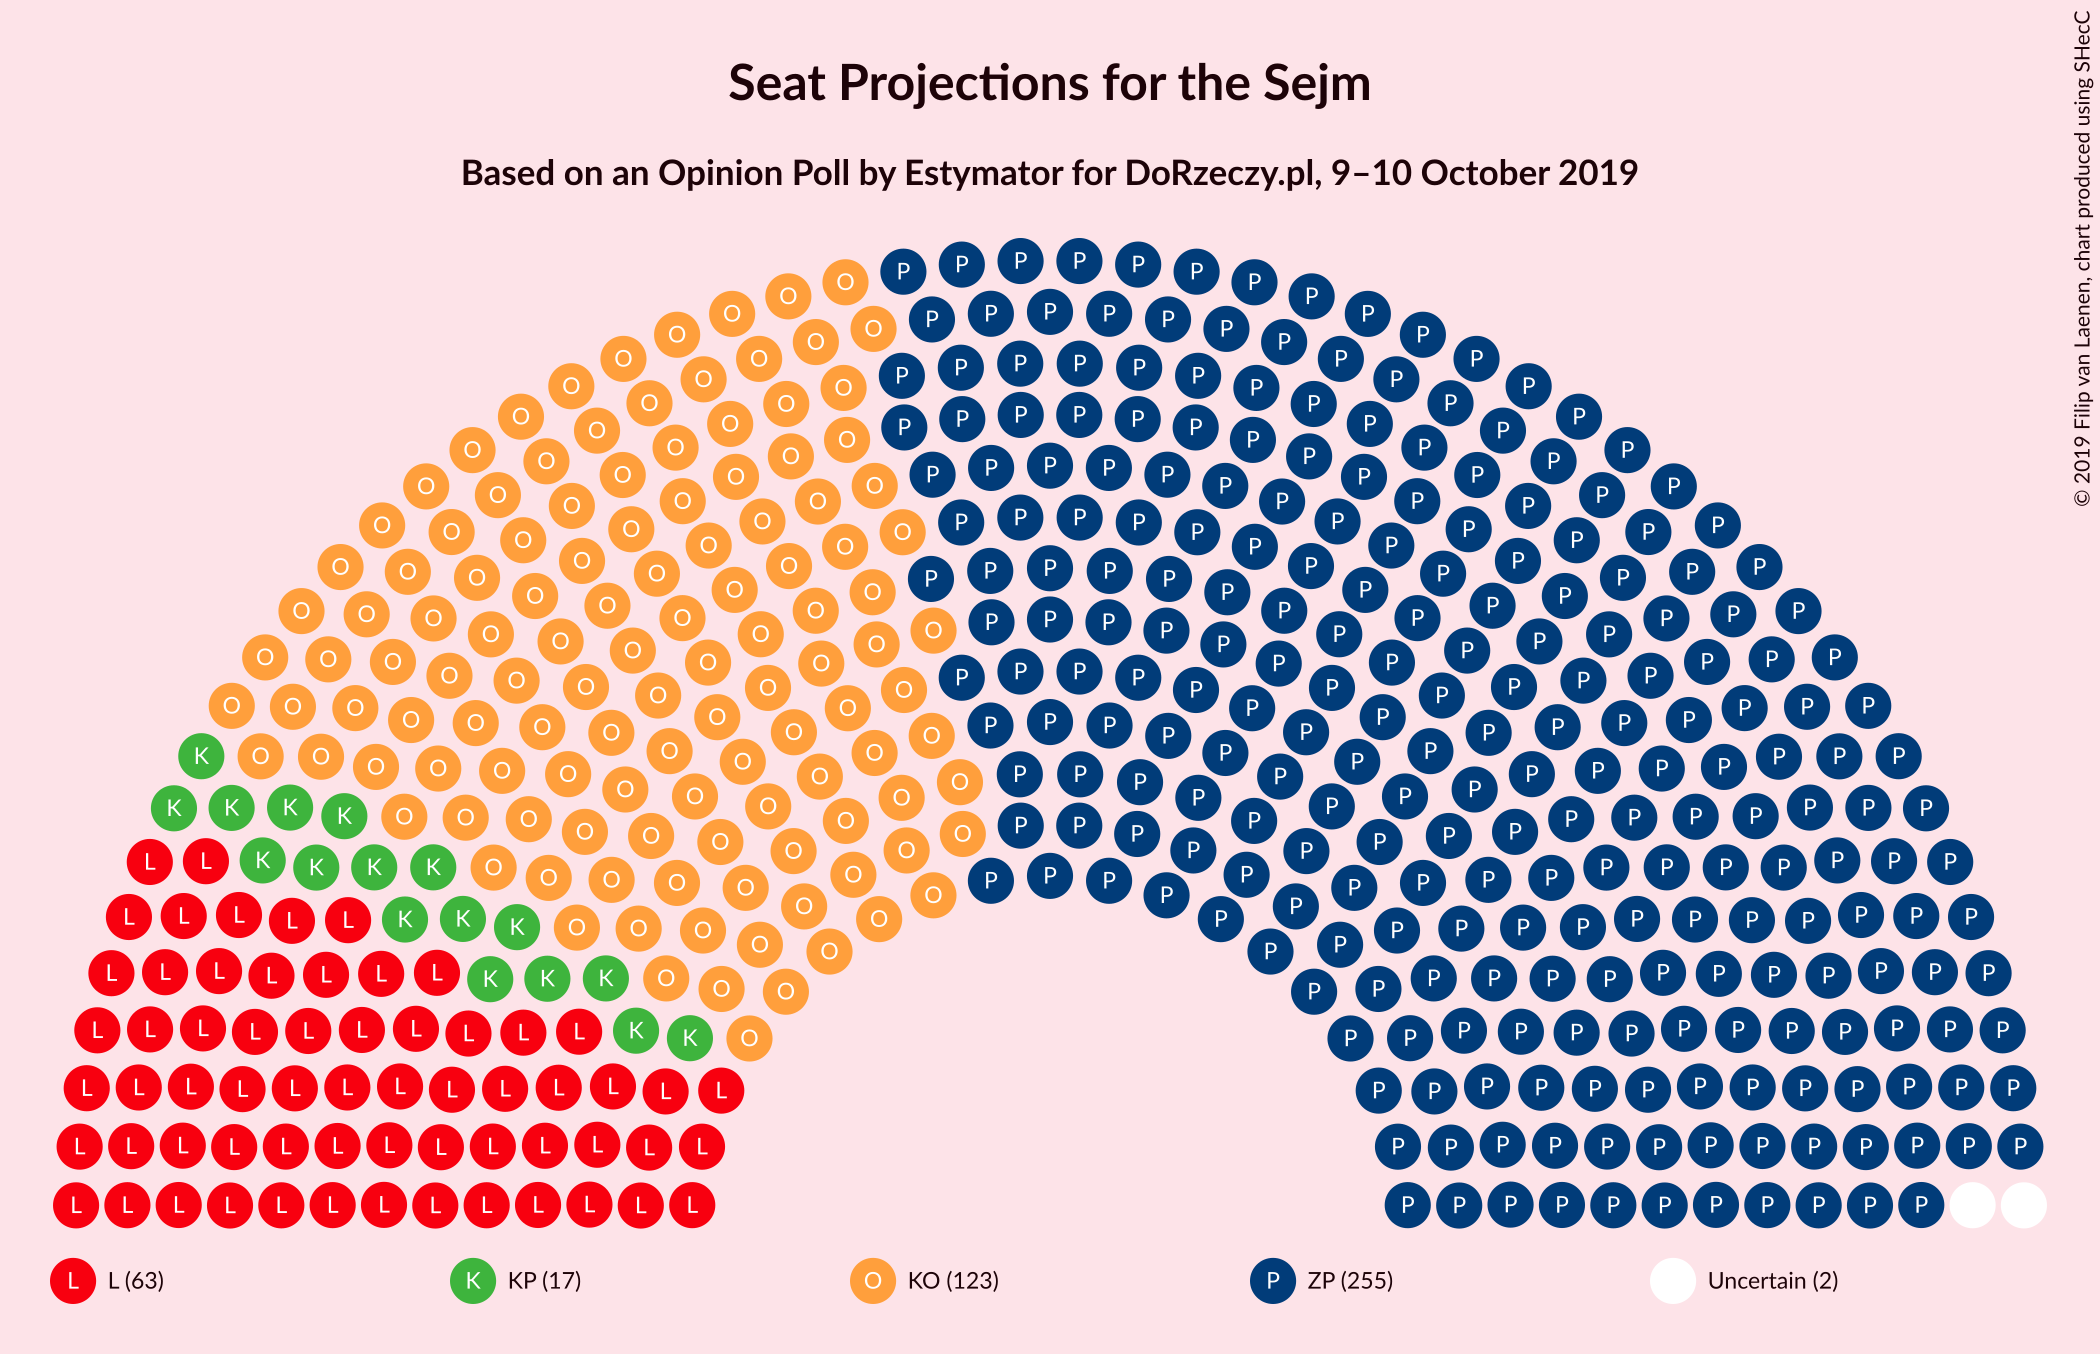 Seat Projections for the Sejm
Based on an Opinion Poll by Estymator for DoRzeczy.pl, 9–10 October 2019
© 2019 Filip van Laenen, chart produced using SHecC
L L (63)
K KP (17)
O KO (123)
P ZP (255)
Uncertain (2)